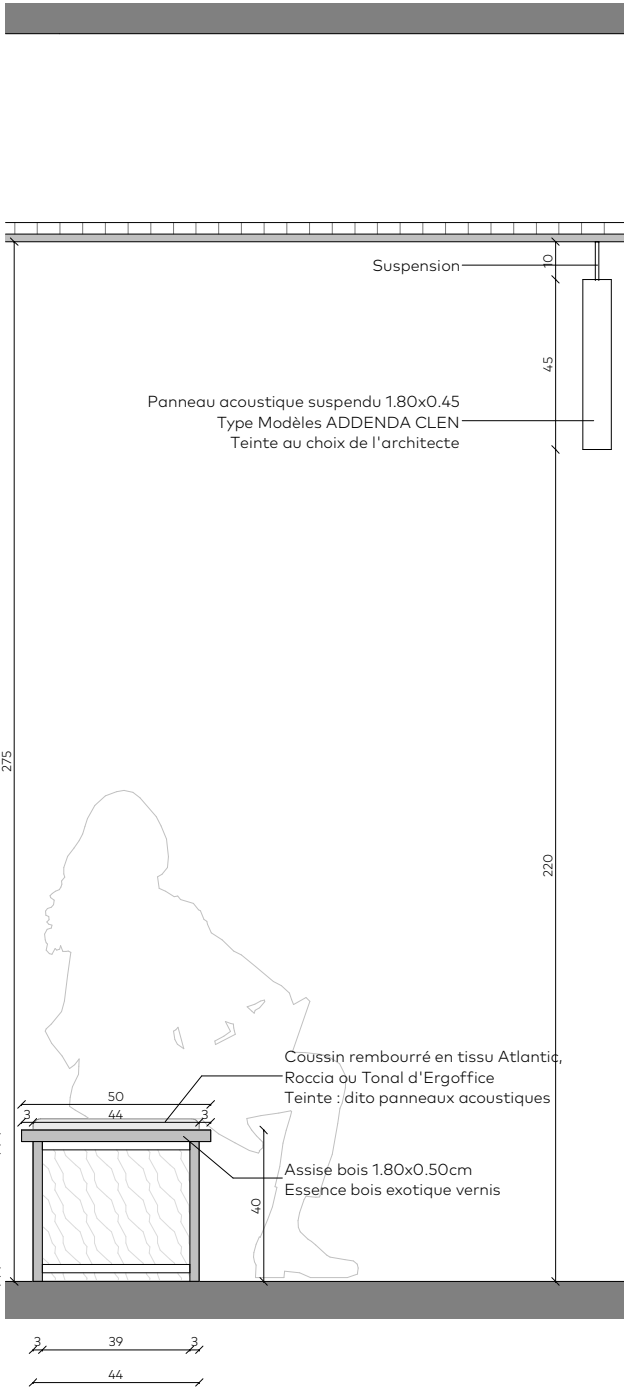 Suspension
10
45
Panneau acoustique suspendu 1.80x0.45
Type Modèles ADDENDA CLEN
Teinte au choix de l'architecte
275
220
Coussin rembourré en tissu Atlantic,
Roccia ou Tonal d'Ergoffice
Teinte : dito panneaux acoustiques
50
3 44 3
Assise bois 1.80x0.50cm
Essence bois exotique vernis
40
3 39 3
44